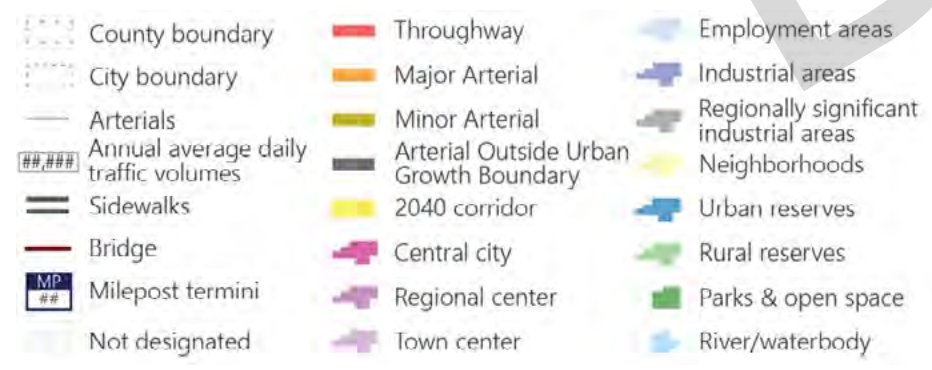 County boundary
City boundary
Arterials
##,### Annual average daily
traffic volumes
Sidewalks
Bridge
MP
## Milepost termini
Not designated
Throughway
Major Arterial
Minor Arterial
Arterial Outside Urban
Growth Boundary
2040 corridor
Central city
Regional center
Town center
Employment areas
Industrial areas
Regionally significant
industrial areas
Neighborhoods
Urban reserves
Rural reserves
Parks & open space
River/waterbody